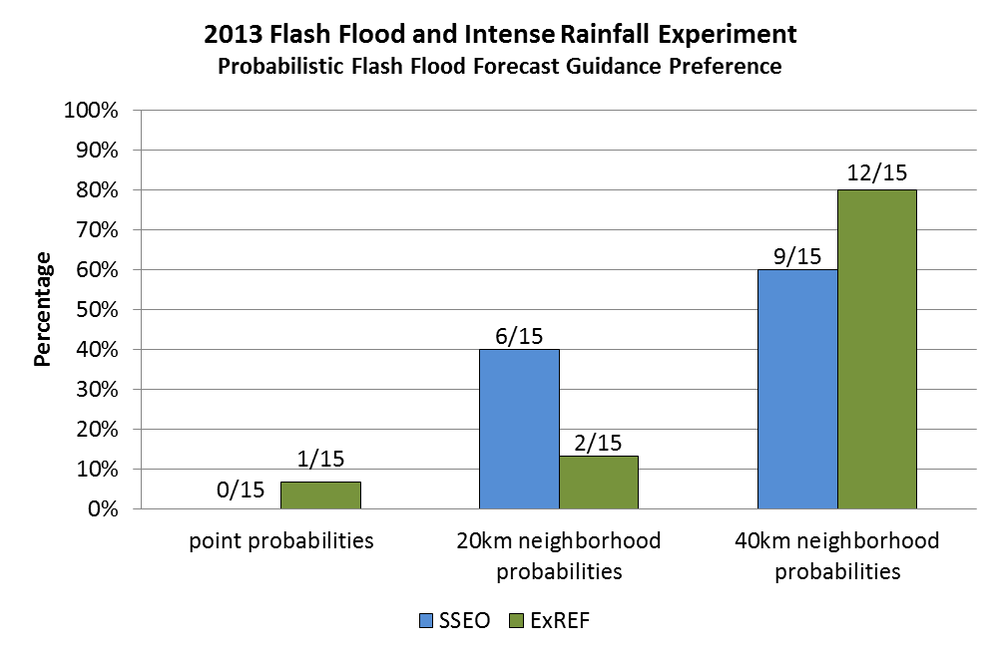 2013 Flash Flood and Intense Rainfall Experiment
Probabilistic Flash Flood Forecast Guidance Preference
Percentage
100%
90%
80%
70%
60%
50%
40%
30%
20%
10%
0%
0/15
1/15
6/15
2/15
9/15
12/15
point probabilities
20km neighborhood
probabilities
40km neighborhood
probabilities
SSEO
ExREF